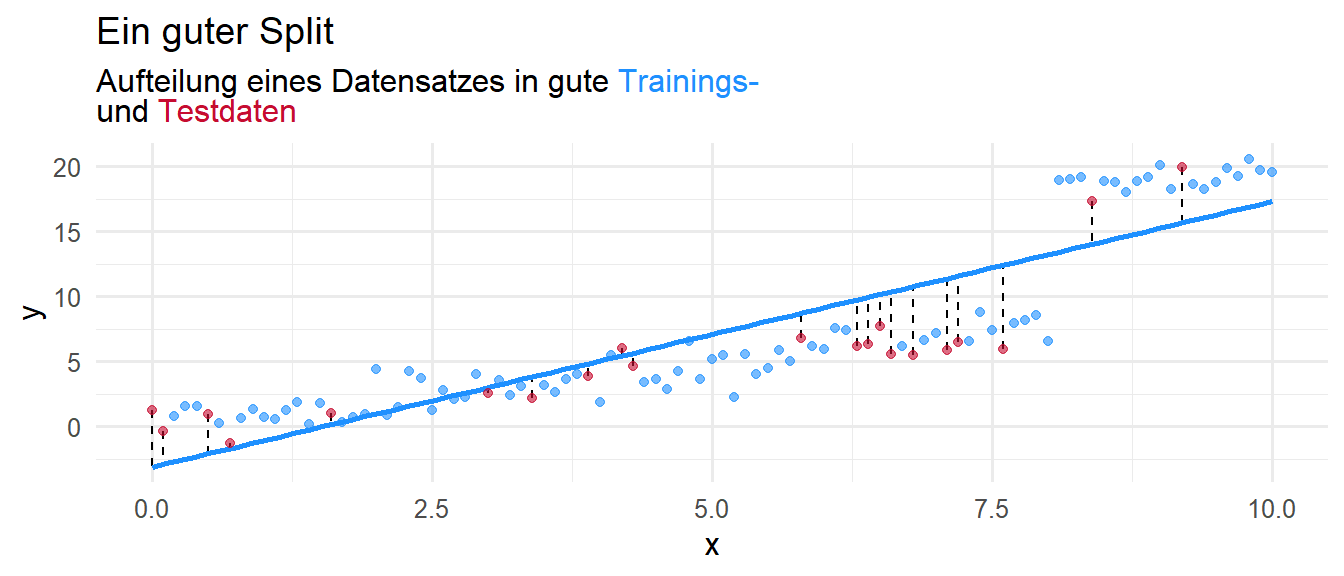 Ein guter Split
Aufteilung eines Datensatzes in gute Trainings-
und Testdaten
20
15
10
5
0
y
0.0 2.5 5.0 7.5 10.0
x